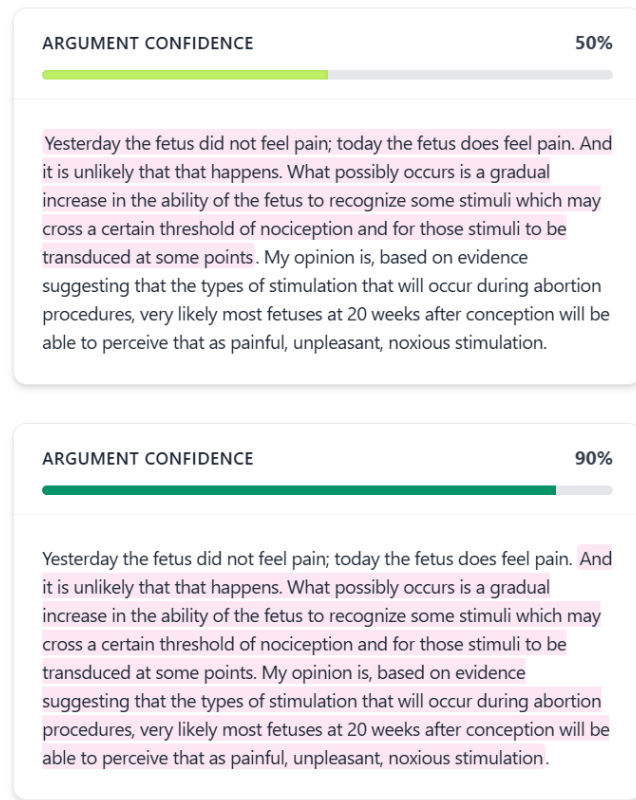 ARGUMENT CONFIDENCE 50%
Yesterday the fetus did not feel pain; today the fetus does feel pain. And
it is unlikely that that happens. What possibly occurs is a gradual
increase in the ability of the fetus to recognize some stimuli which may
cross a certain threshold of nociception and for those stimuli to be
transduced at some points. My opinion is, based on evidence
suggesting that the types of stimulation that will occur during abortion
procedures, very likely most fetuses at 20 weeks after conception will be
able to perceive that as painful, unpleasant, noxious stimulation.
ARGUMENT CONFIDENCE 90%
Yesterday the fetus did not feel pain; today the fetus does feel pain. And
it is unlikely that that happens. What possibly occurs is a gradual
increase in the ability of the fetus to recognize some stimuli which may
cross a certain threshold of nociception and for those stimuli to be
transduced at some points. My opinion is, based on evidence
suggesting that the types of stimulation that will occur during abortion
procedures, very likely most fetuses at 20 weeks after conception will be
able to perceive that as painful, unpleasant, noxious stimulation.